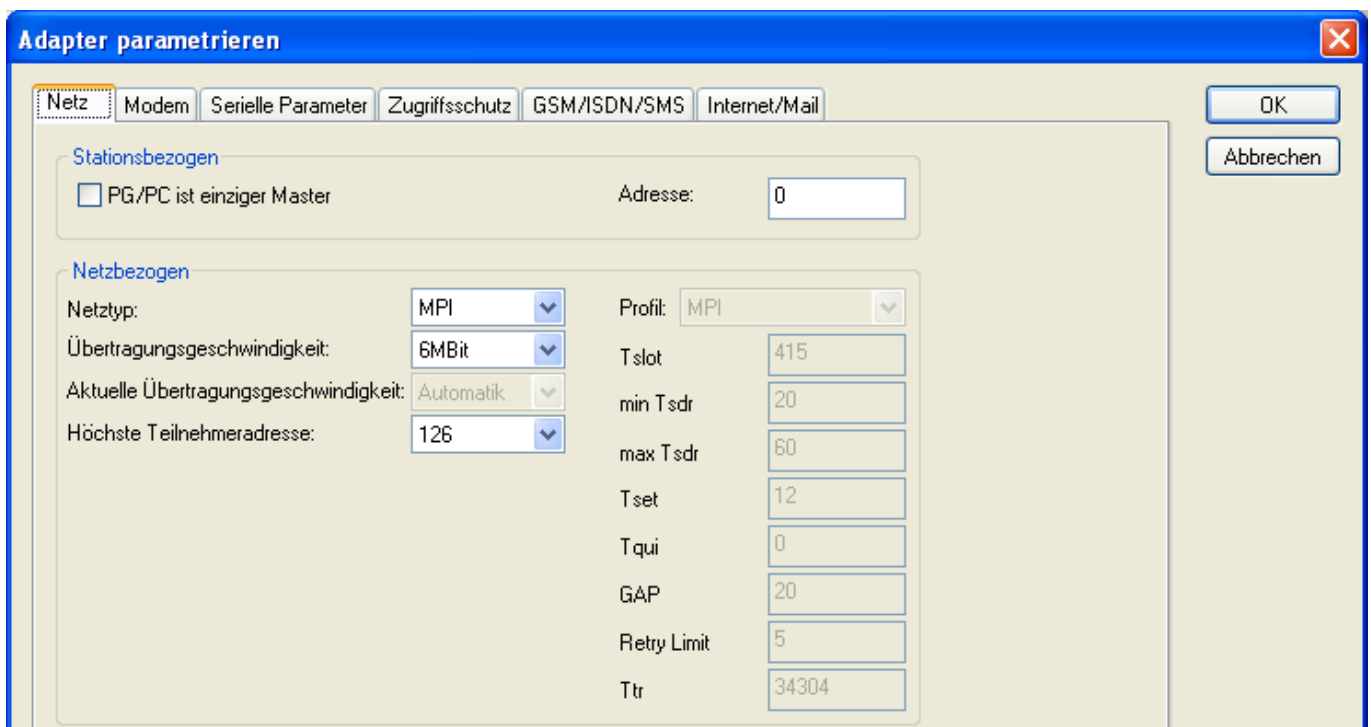 Adapter parametrieren
Netz Modem Serielle Parameter Zugriffsschutz GSM/ISDN/SMS Internet/Mail
OK
Abbrechen
Stationsbezogen
PG/PC ist einziger Master Adresse: 0
Netzbezogen
Netztyp: MPI Profil: MPI
Übertragungsgeschwindigkeit: 6MBit Tslot 415
Aktuelle Übertragungsgeschwindigkeit: Automatik min Tsdr 20
Höchste Teilnehmeradresse: 126 max Tsdr 60
Tset 12
Tqui 0
GAP 20
Retry Limit 5
Ttr 34304